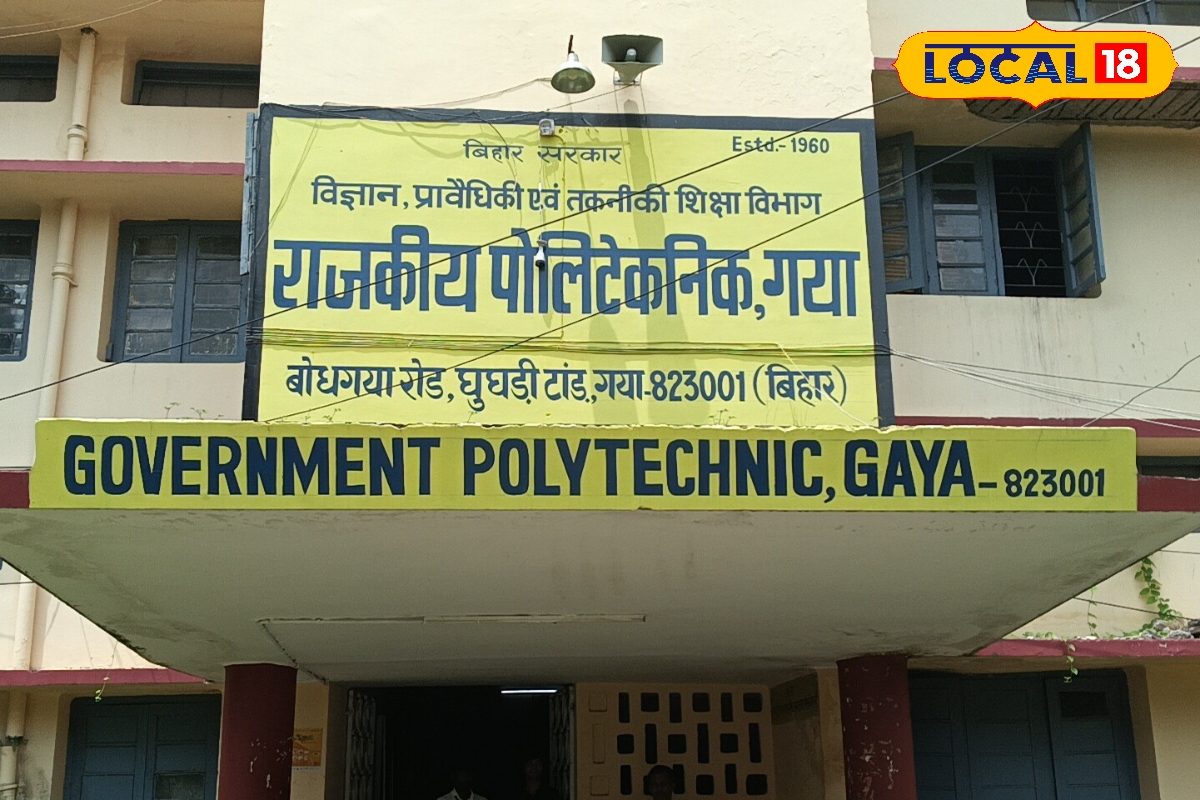 LOCAL 18
Estd.- 1960
बिहार सरकार
विज्ञान, प्रावैधिकी एवं तकनीकी शिक्षा विभाग
राजकीय पोलिटेकनिक, गया
बोधगया रोड, घुघड़ी टांड़, गया-823001 (बिहार)
GOVERNMENT POLYTECHNIC, GAYA-823001